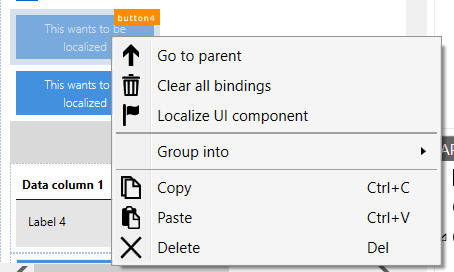 button4
This wants to be
localized
Go to parent
Clear all bindings
This wants to
localized
Localize UI component
Group into
Data column 1
Copy Ctrl+C
Label 4
Paste Ctrl+V
Delete Del